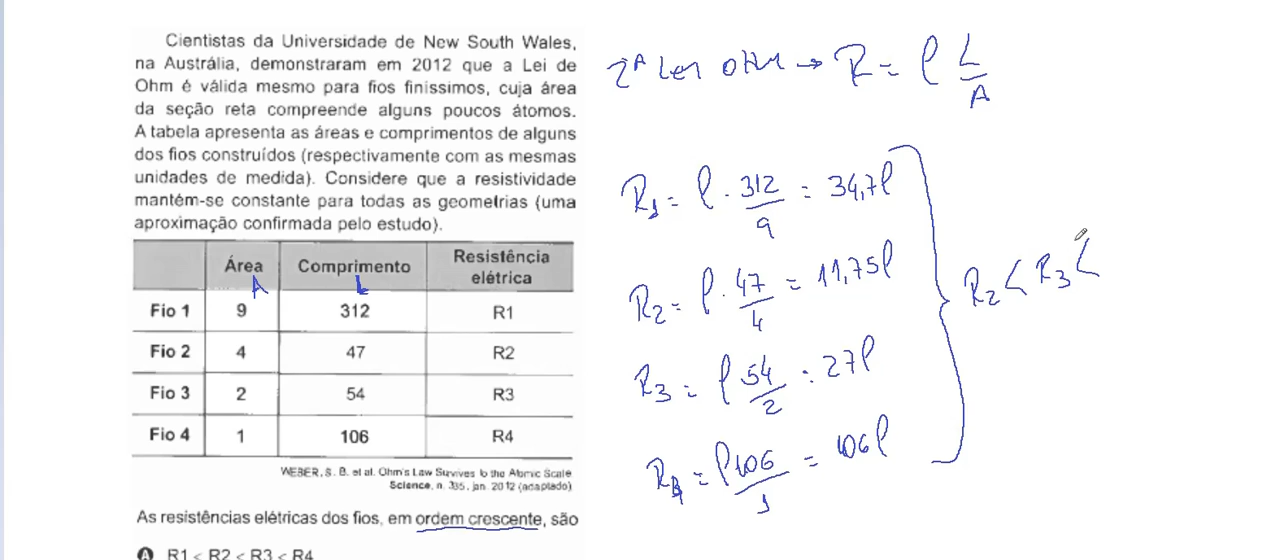 Cientistas da Universidade de New South Wales,
na Austrália, demonstraram em 2012 que a Lei de
Ohm é válida mesmo para fios finíssimos, cuja área
da seção reta compreende alguns poucos átomos.
A tabela apresenta as áreas e comprimentos de alguns
dos fios construídos (respectivamente com as mesmas
unidades de medida). Considere que a resistividade
mantém-se constante para todas as geometrias (uma
aproximação confirmada pelo estudo).
Área Comprimento Resistência elétrica
A L
Fio 1 9 312 R1
Fio 2 4 47 R2
Fio 3 2 54 R3
Fio 4 1 106 R4
WEBER, S. B. et al. Ohm's Law Survives to the Atomic Scale
Science, n. 335, jan. 2012 (adaptado)
As resistências elétricas dos fios, em ordem crescente, são
A R1 < R2 < R3 < R4
2ª Lei OHM → R = ρ L/A
R1 = ρ · 312/9 = 34,7ρ
R2 = ρ · 47/4 = 11,75ρ
R3 = ρ 54/2 = 27ρ
R4 = ρ 106/1 = 106ρ
R2 < R3 <